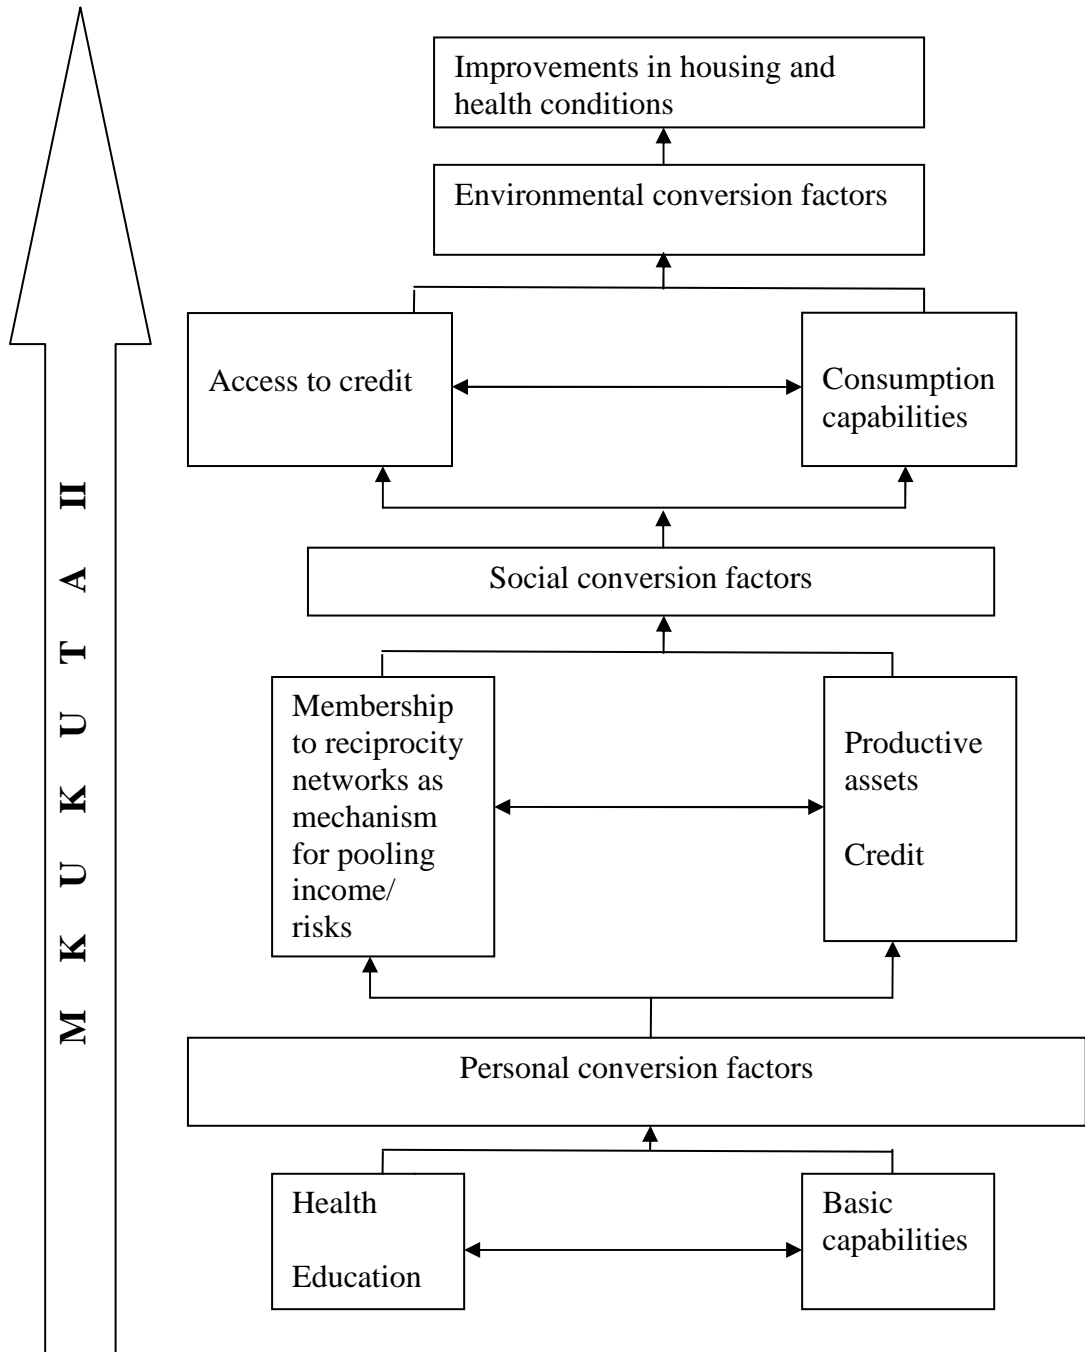 Improvements in housing and
health conditions
Environmental conversion factors
Access to credit
Consumption
capabilities
Social conversion factors
Membership
to reciprocity
networks as
mechanism
for pooling
income/
risks
Productive
assets
Credit
Personal conversion factors
Health
Education
Basic
capabilities
M K U K U T A II